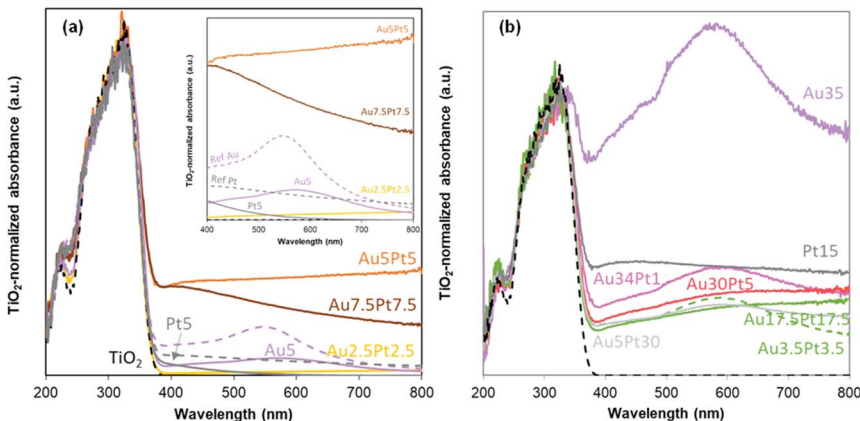 (a)
TiO2-normalized absorbance (a.u.)
TiO2-normalized absorbance (a.u.)
Au5Pt5
Au7.5Pt7.5
Ref Au
Ref Pt
Au5
Pt5
Au2.5Pt2.5
400 500 600 700 800
Wavelength (nm)
Au5Pt5
Au7.5Pt7.5
Pt5
Au5
Au2.5Pt2.5
TiO2
200 300 400 500 600 700 800
Wavelength (nm)
(b)
TiO2-normalized absorbance (a.u.)
Au35
Pt15
Au34Pt1
Au30Pt5
Au17.5Pt17.5
Au5Pt30
Au3.5Pt3.5
200 300 400 500 600 700 800
Wavelength (nm)